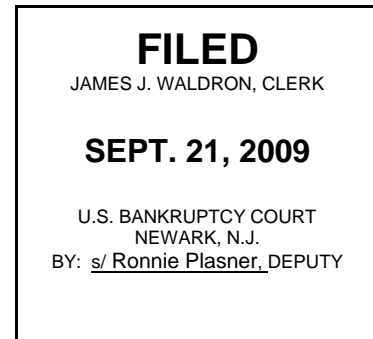 FILED
JAMES J. WALDRON, CLERK
SEPT. 21, 2009
U.S. BANKRUPTCY COURT
NEWARK, N.J.
BY: s/ Ronnie Plasner, DEPUTY